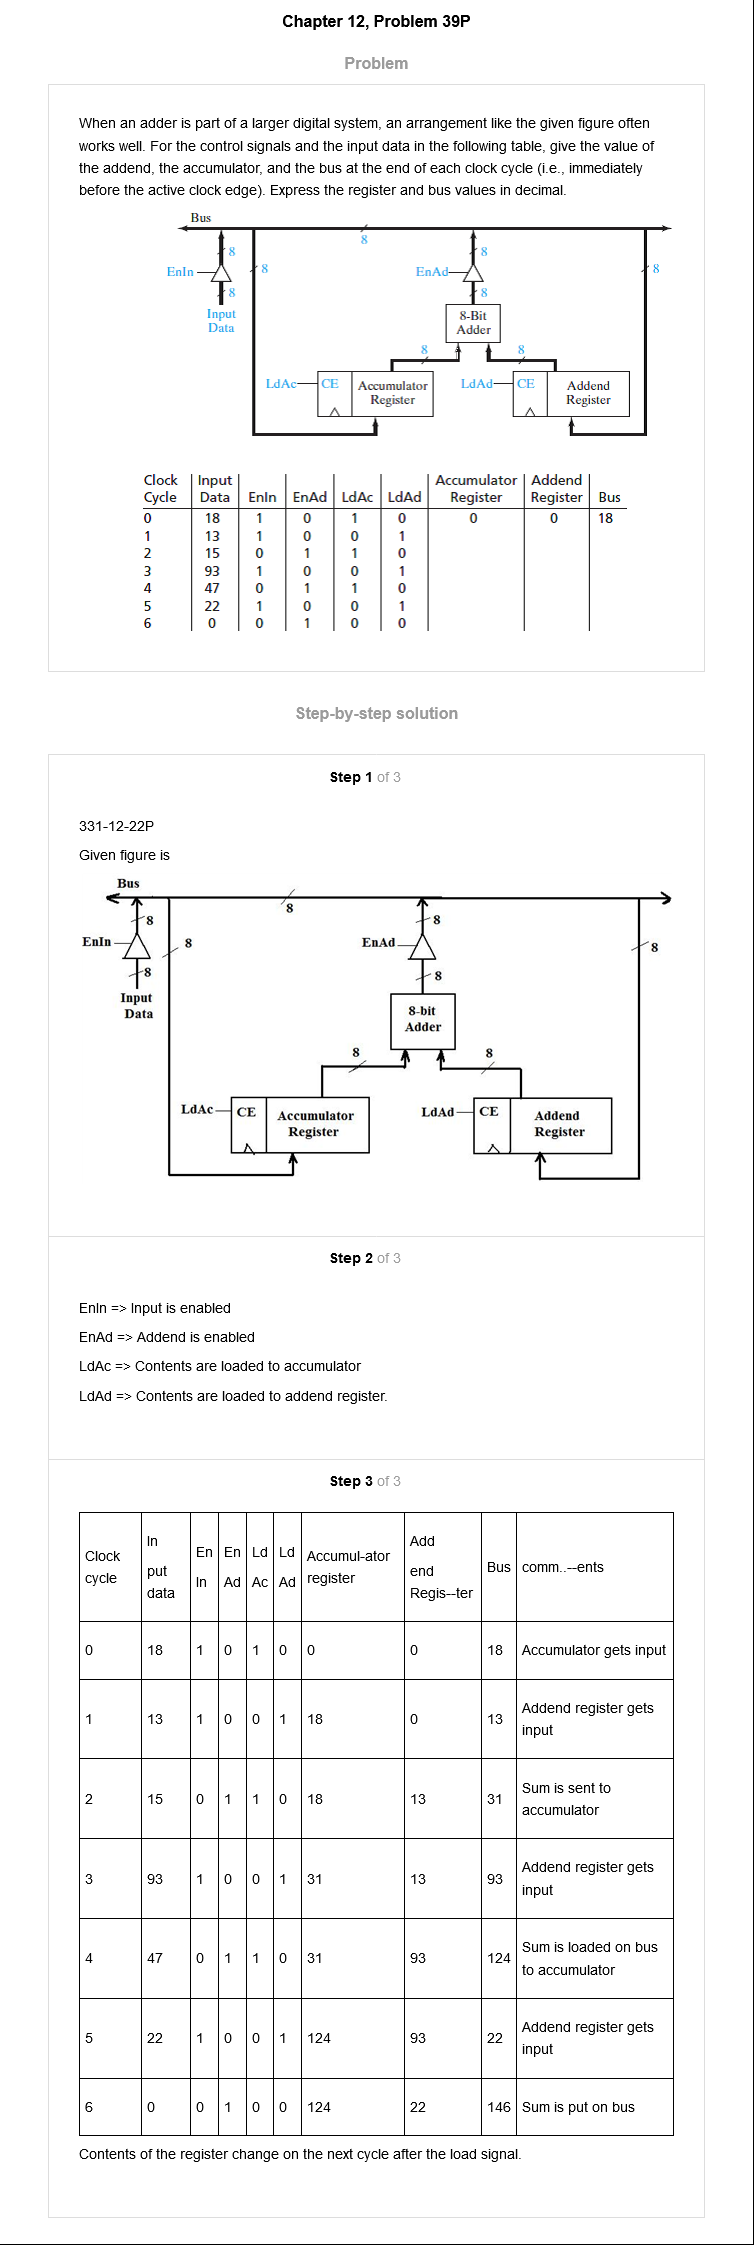 Chapter 12, Problem 39P
Problem
When an adder is part of a larger digital system, an arrangement like the given figure often
works well. For the control signals and the input data in the following table, give the value of
the addend, the accumulator, and the bus at the end of each clock cycle (i.e., immediately
before the active clock edge). Express the register and bus values in decimal.
Bus
8
8
8
EnIn
8
EnAd
8
8
8
Input
Data
8-Bit
Adder
8
8
LdAc
CE
Accumulator
Register
LdAd
CE
Addend
Register
Clock Input Accumulator Addend
Cycle Data EnIn EnAd LdAc LdAd Register Register Bus
0 18 1 0 1 0 0 0 18
1 13 1 0 0 1
2 15 0 1 1 0
3 93 1 0 0 1
4 47 0 1 1 0
5 22 1 0 0 1
6 0 0 1 0 0
Step-by-step solution
Step 1 of 3
331-12-22P
Given figure is
Bus
8
8
8
EnIn
8
EnAd
8
8
8
Input
Data
8-bit
Adder
8
8
LdAc
CE
Accumulator
Register
LdAd
CE
Addend
Register
Step 2 of 3
EnIn => Input is enabled
EnAd => Addend is enabled
LdAc => Contents are loaded to accumulator
LdAd => Contents are loaded to addend register.
Step 3 of 3
Clock
cycle
In
put
data
En
In
En
Ad
Ld
Ac
Ld
Ad
Accumul-ator
register
Add
end
Regis--ter
Bus
comm..--ents
0 18 1 0 1 0 0 0 18 Accumulator gets input
1 13 1 0 0 1 18 0 13 Addend register gets
input
2 15 0 1 1 0 18 13 31 Sum is sent to
accumulator
3 93 1 0 0 1 31 13 93 Addend register gets
input
4 47 0 1 1 0 31 93 124 Sum is loaded on bus
to accumulator
5 22 1 0 0 1 124 93 22 Addend register gets
input
6 0 0 1 0 0 124 22 146 Sum is put on bus
Contents of the register change on the next cycle after the load signal.